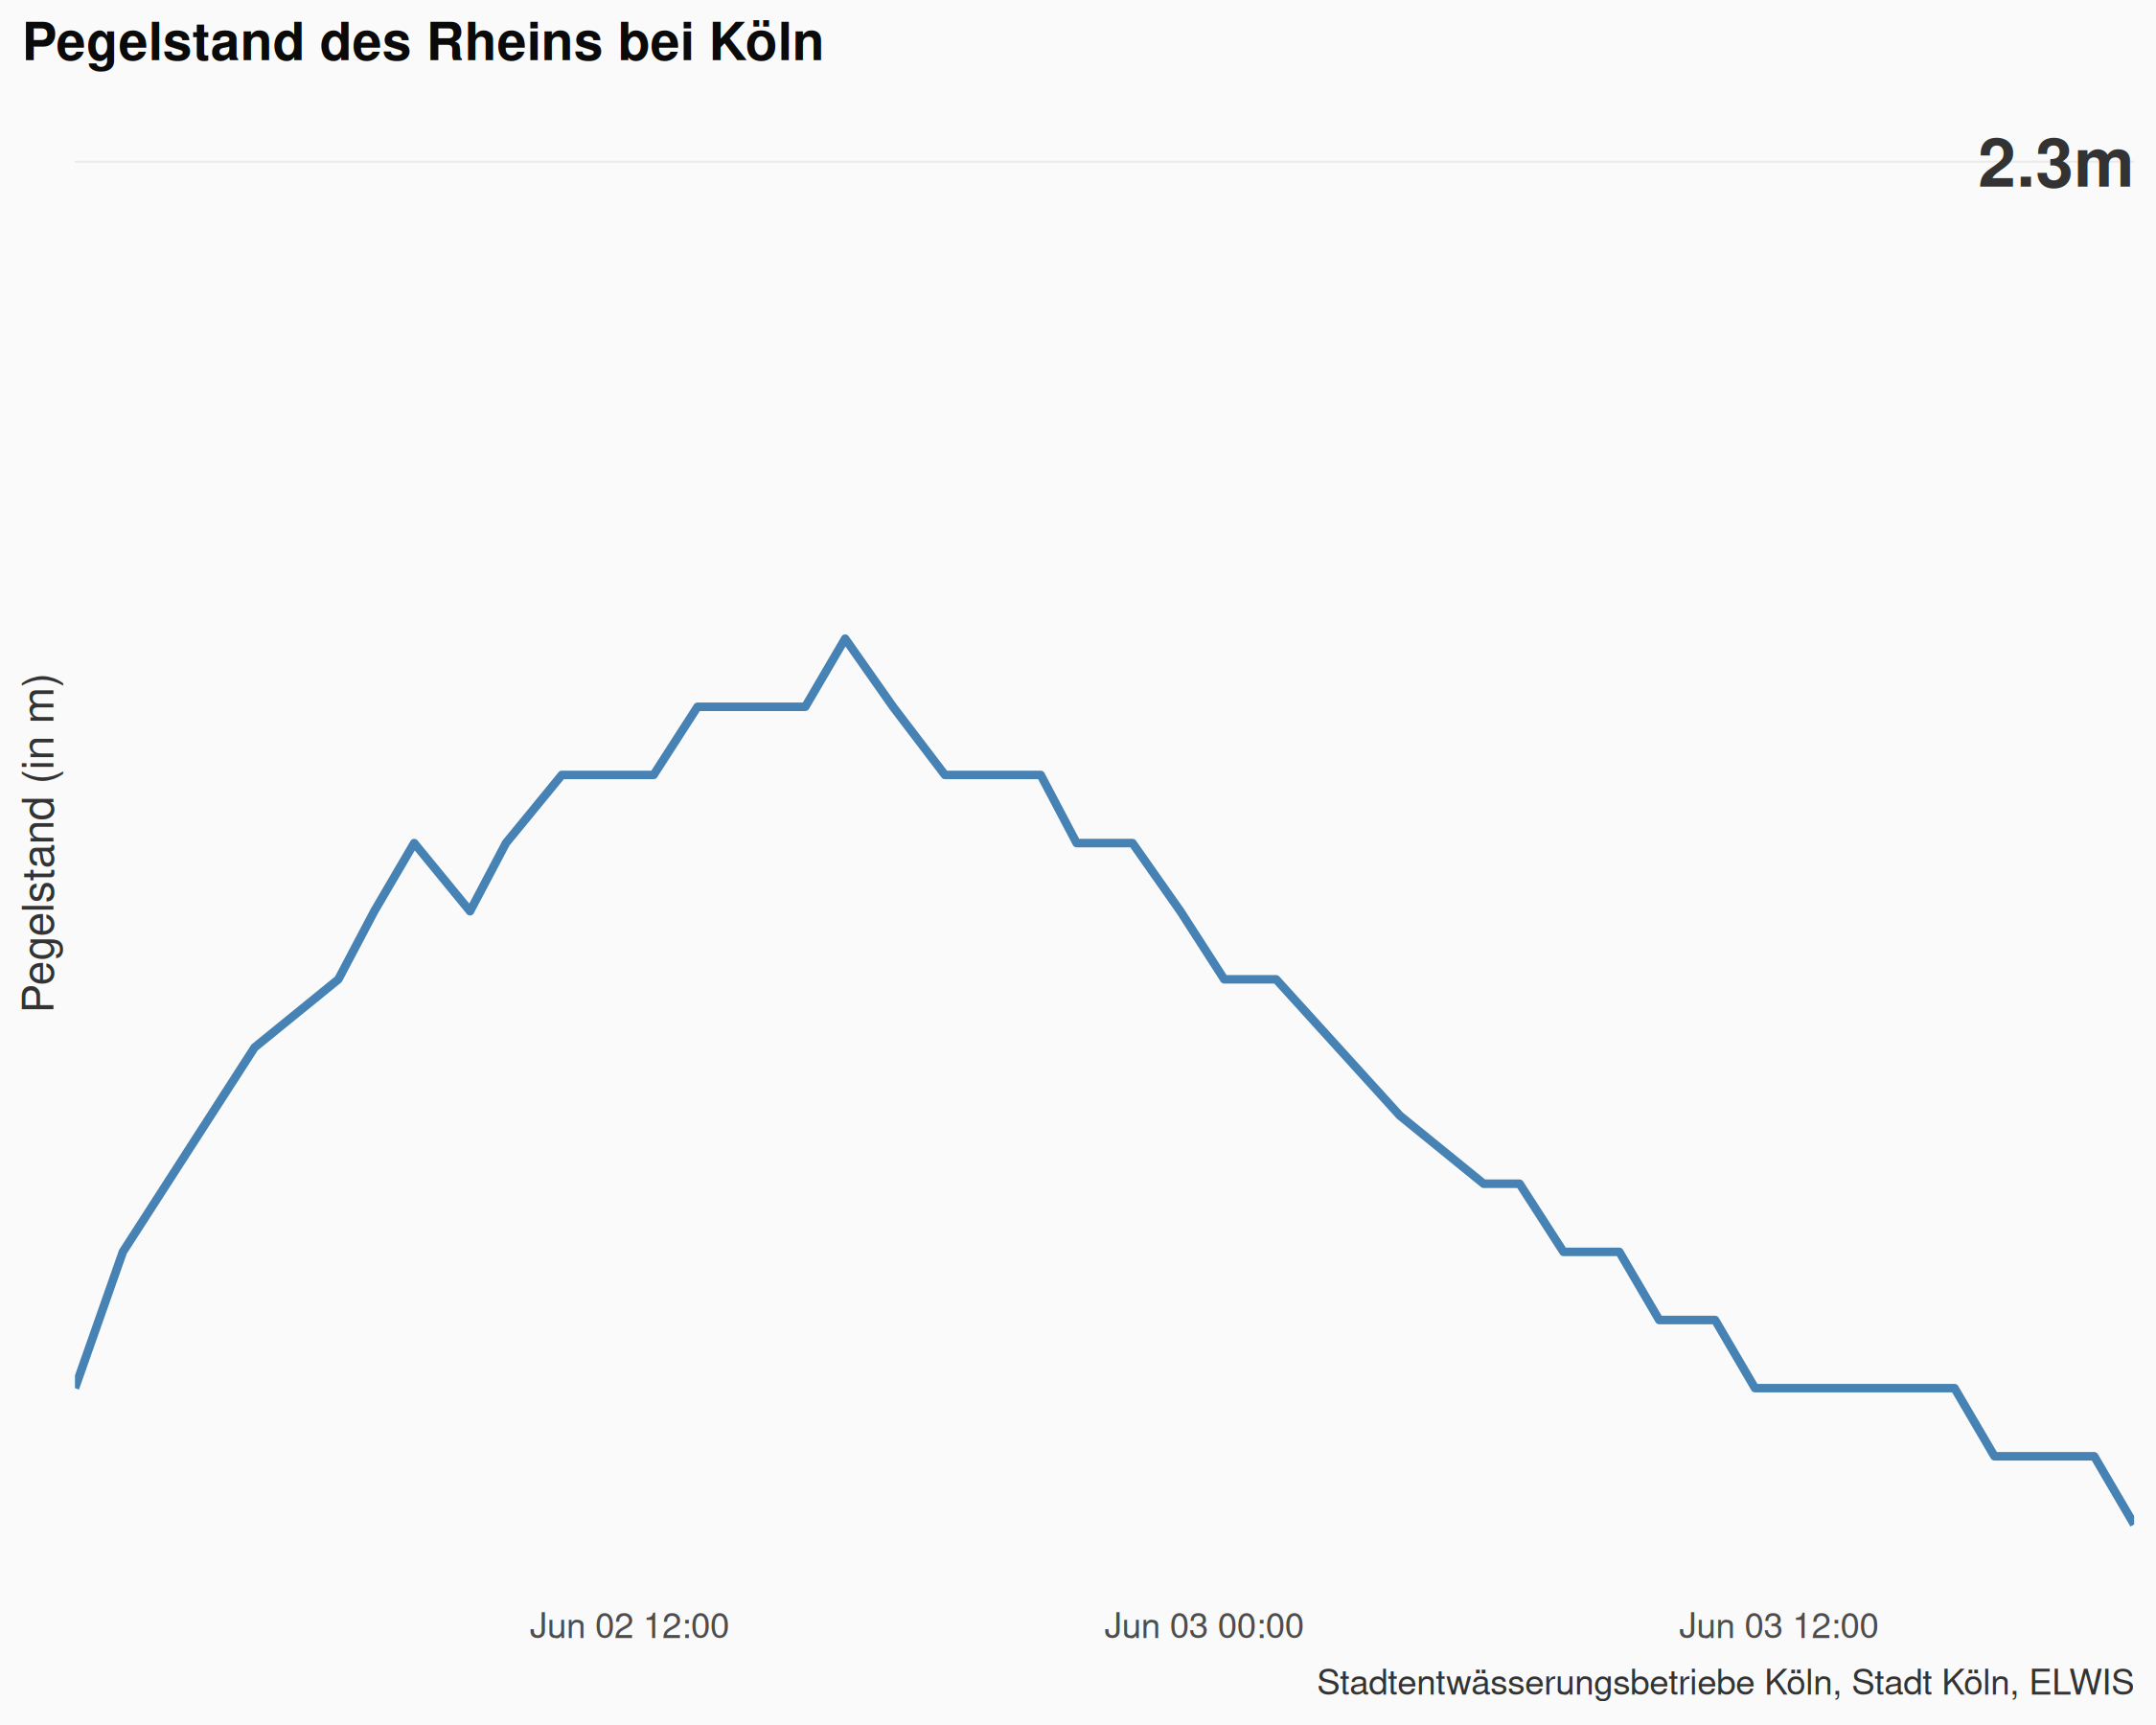 Pegelstand des Rheins bei Köln
2.3m
Pegelstand (in m)
Jun 02 12:00
Jun 03 00:00
Jun 03 12:00
Stadtentwässerungsbetriebe Köln, Stadt Köln, ELWIS